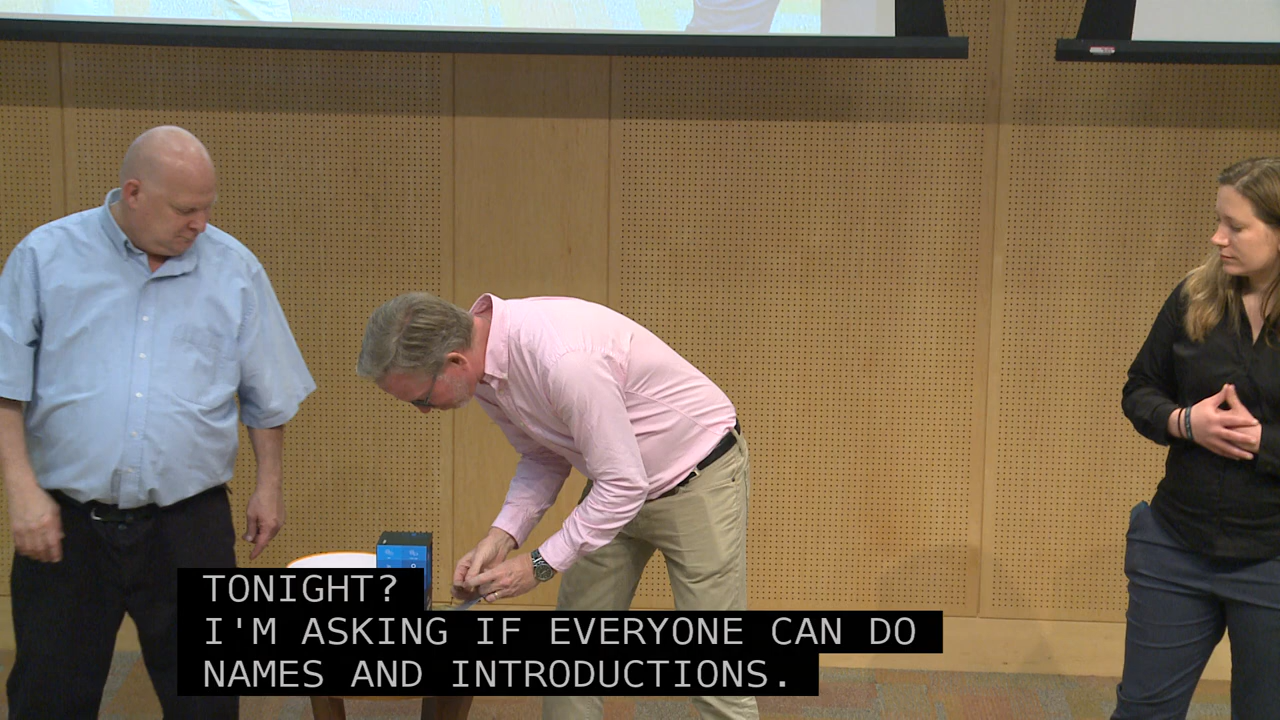 TONIGHT?
I'M ASKING IF EVERYONE CAN DO
NAMES AND INTRODUCTIONS.